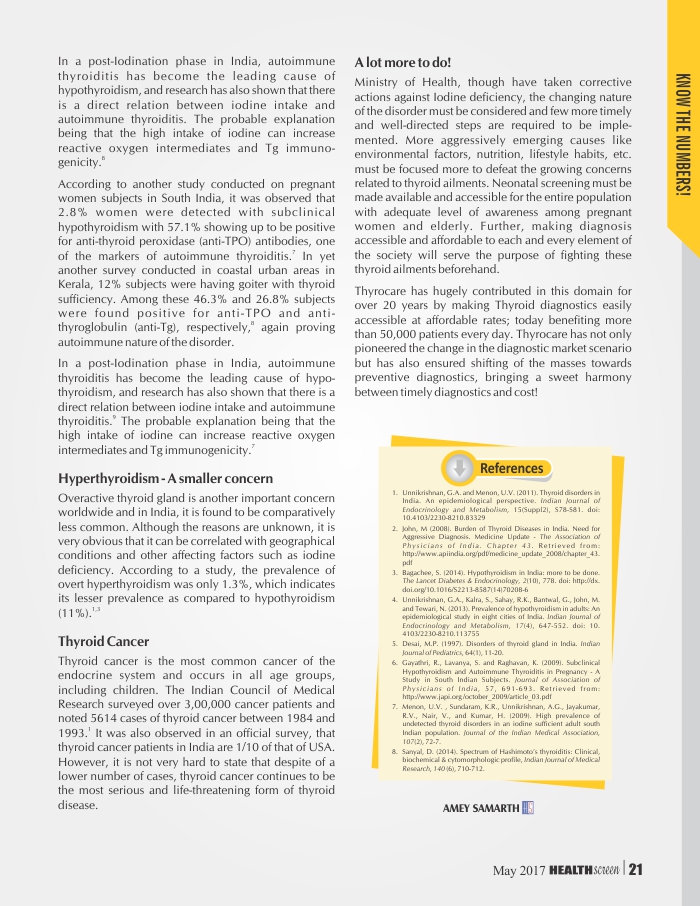 In a post-Iodination phase in India, autoimmune
thyroiditis has become the leading cause of
hypothyroidism, and research has also shown that there
is a direct relation between iodine intake and
autoimmune thyroiditis. The probable explanation
being that the high intake of iodine can increase
reactive oxygen intermediates and Tg immuno-
genicity.8
According to another study conducted on pregnant
women subjects in South India, it was observed that
2.8% women were detected with subclinical
hypothyroidism with 57.1% showing up to be positive
for anti-thyroid peroxidase (anti-TPO) antibodies, one
of the markers of autoimmune thyroiditis.7 In yet
another survey conducted in coastal urban areas in
Kerala, 12% subjects were having goiter with thyroid
sufficiency. Among these 46.3% and 26.8% subjects
were found positive for anti-TPO and anti-
thyroglobulin (anti-Tg), respectively,8 again proving
autoimmune nature of the disorder.
In a post-Iodination phase in India, autoimmune
thyroiditis has become the leading cause of hypo-
thyroidism, and research has also shown that there is a
direct relation between iodine intake and autoimmune
thyroiditis.9 The probable explanation being that the
high intake of iodine can increase reactive oxygen
intermediates and Tg immunogenicity.7
Hyperthyroidism - A smaller concern
Overactive thyroid gland is another important concern
worldwide and in India, it is found to be comparatively
less common. Although the reasons are unknown, it is
very obvious that it can be correlated with geographical
conditions and other affecting factors such as iodine
deficiency. According to a study, the prevalence of
overt hyperthyroidism was only 1.3%, which indicates
its lesser prevalence as compared to hypothyroidism
(11%).1,3
Thyroid Cancer
Thyroid cancer is the most common cancer of the
endocrine system and occurs in all age groups,
including children. The Indian Council of Medical
Research surveyed over 3,00,000 cancer patients and
noted 5614 cases of thyroid cancer between 1984 and
1993.1 It was also observed in an official survey, that
thyroid cancer patients in India are 1/10 of that of USA.
However, it is not very hard to state that despite of a
lower number of cases, thyroid cancer continues to be
the most serious and life-threatening form of thyroid
disease.
A lot more to do!
Ministry of Health, though have taken corrective
actions against Iodine deficiency, the changing nature
of the disorder must be considered and few more timely
and well-directed steps are required to be imple-
mented. More aggressively emerging causes like
environmental factors, nutrition, lifestyle habits, etc.
must be focused more to defeat the growing concerns
related to thyroid ailments. Neonatal screening must be
made available and accessible for the entire population
with adequate level of awareness among pregnant
women and elderly. Further, making diagnosis
accessible and affordable to each and every element of
the society will serve the purpose of fighting these
thyroid ailments beforehand.
Thyrocare has hugely contributed in this domain for
over 20 years by making Thyroid diagnostics easily
accessible at affordable rates; today benefiting more
than 50,000 patients every day. Thyrocare has not only
pioneered the change in the diagnostic market scenario
but has also ensured shifting of the masses towards
preventive diagnostics, bringing a sweet harmony
between timely diagnostics and cost!
References
1. Unnikrishnan, G.A. and Menon, U.V. (2011). Thyroid disorders in
India. An epidemiological perspective. Indian Journal of
Endocrinology and Metabolism, 15(Suppl2), 578-581. doi:
10.4103/2230-8210.83329
2. John, M (2008). Burden of Thyroid Diseases in India. Need for
Aggressive Diagnosis. Medicine Update - The Association of
Physicians of India. Chapter 43. Retrieved from:
http://www.apiindia.org/pdf/medicine_update_2008/chapter_43.
pdf
3. Bagachee, S. (2014). Hypothyroidism in India: more to be done.
The Lancet Diabetes & Endocrinology, 2(10), 778. doi: http://dx.
doi.org/10.1016/S2213-8587(14)70208-6
4. Unnikrishnan, G.A., Kalra, S., Sahay, R.K., Bantwal, G., John, M.
and Tewari, N. (2013). Prevalence of hypothyroidism in adults: An
epidemiological study in eight cities of India. Indian Journal of
Endocrinology and Metabolism, 17(4), 647-552. doi: 10.
4103/2230-8210.113755
5. Desai, M.P. (1997). Disorders of thyroid gland in India. Indian
Journal of Pediatrics, 64(1), 11-20.
6. Gayathri, R., Lavanya, S. and Raghavan, K. (2009). Subclinical
Hypothyroidism and Autoimmune Thyroiditis in Pregnancy - A
Study in South Indian Subjects. Journal of Association of
Physicians of India, 57, 691-693. Retrieved from:
http://www.japi.org/october_2009/article_03.pdf
7. Menon, U.V. , Sundaram, K.R., Unnikrishnan, A.G., Jayakumar,
R.V., Nair, V., and Kumar, H. (2009). High prevalence of
undetected thyroid disorders in an iodine sufficient adult south
Indian population. Journal of the Indian Medical Association,
107(2), 72-7.
8. Sanyal, D. (2014). Spectrum of Hashimoto's thyroiditis: Clinical,
biochemical & cytomorphologic profile, Indian Journal of Medical
Research, 140 (6), 710-712.
AMEY SAMARTH
KNOW THE NUMBERS!
May 2017 HEALTHscreen | 21